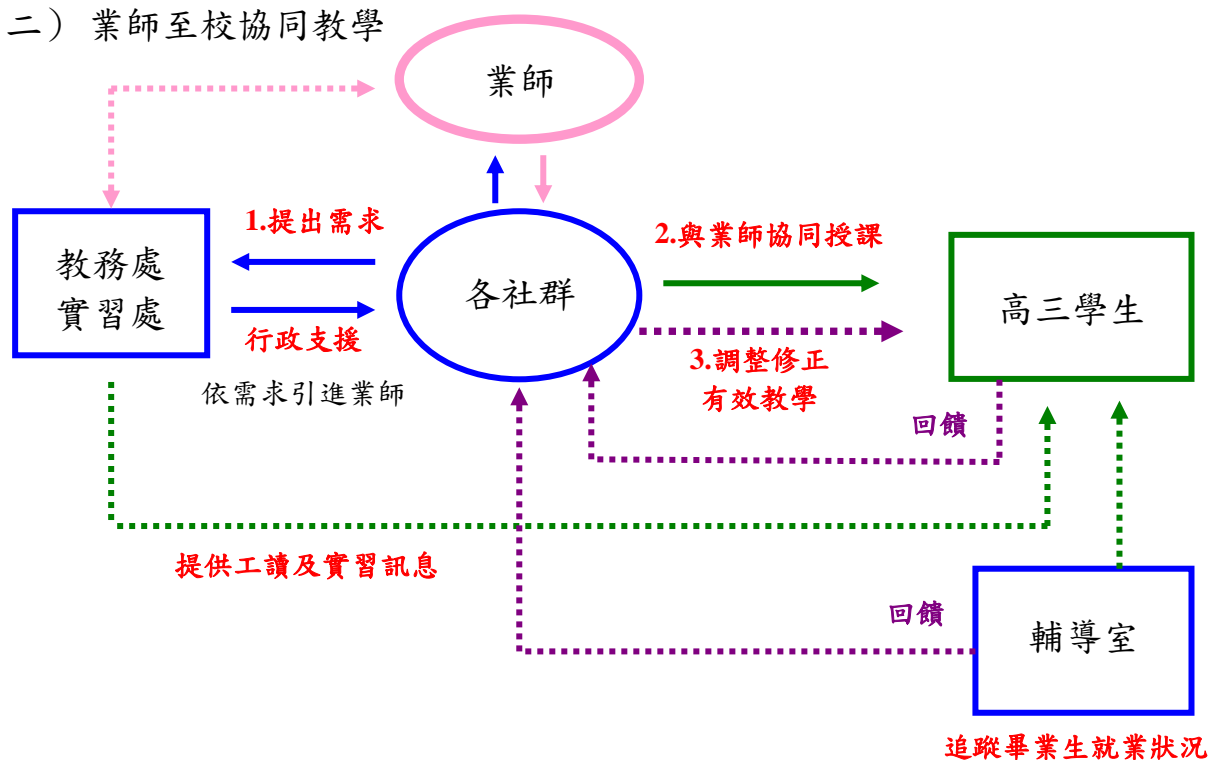 二） 業師至校協同教學
業師
1.提出需求
2.與業師協同授課
教務處
實習處
各社群
高三學生
行政支援
3.調整修正
有效教學
依需求引進業師
回饋
提供工讀及實習訊息
回饋
輔導室
追蹤畢業生就業狀況